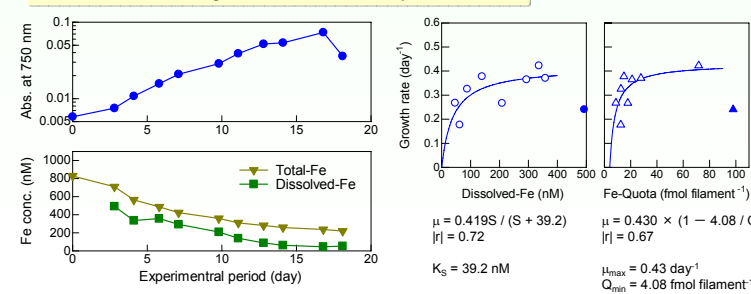 0.1
0.05
0.01
0.005
Abs. at 750 nm
0 5 10 15 20
1000
800
600
400
200
0
Fe conc. (nM)
Total-Fe
Dissolved-Fe
0 5 10 15 20
Experimentral period (day)
0.6
0.5
0.4
0.3
0.2
0.1
0
Growth rate (day-1)
0 100 200 300 400 500
Dissolved-Fe (nM)
μ = 0.419S / (S + 39.2)
|r| = 0.72
KS = 39.2 nM
0 20 40 60 80 100
Fe-Quota (fmol filament-1)
μ = 0.430 × (1 − 4.08 /
|r| = 0.67
μmax = 0.43 day-1
Qmin = 4.08 fmol filament-1